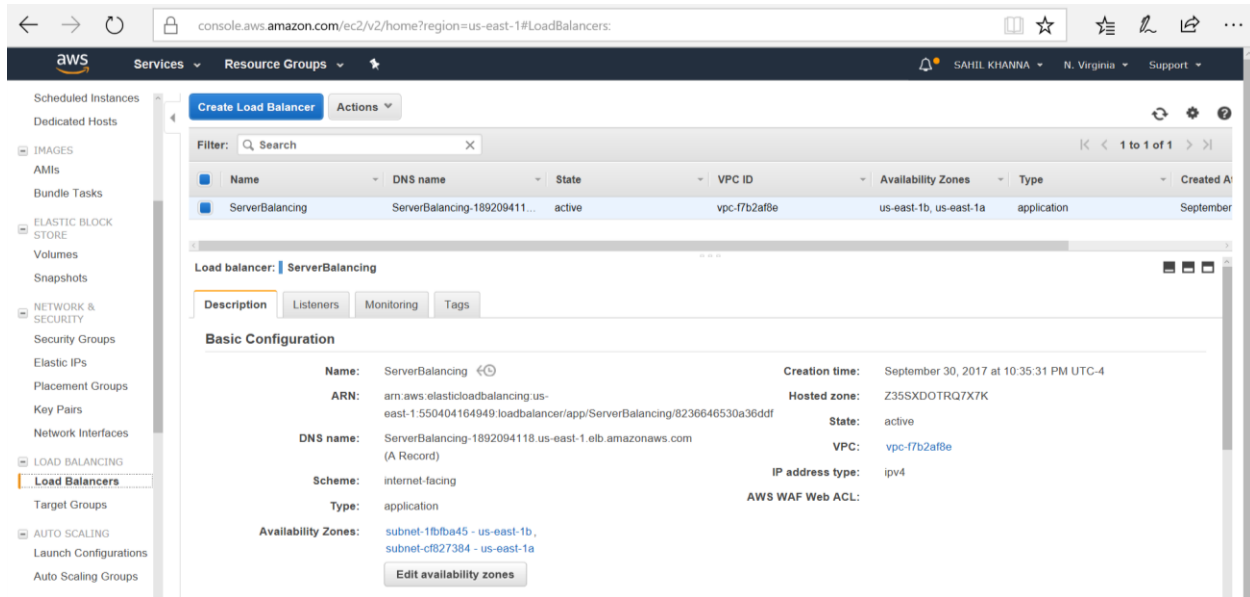 console.aws.amazon.com/ec2/v2/home?region=us-east-1#LoadBalancers:
aws Services Resource Groups SAHIL KHANNA N. Virginia Support
Scheduled Instances
Dedicated Hosts
IMAGES
AMIs
Bundle Tasks
ELASTIC BLOCK
STORE
Volumes
Snapshots
NETWORK &
SECURITY
Security Groups
Elastic IPs
Placement Groups
Key Pairs
Network Interfaces
LOAD BALANCING
Load Balancers
Target Groups
AUTO SCALING
Launch Configurations
Auto Scaling Groups
Create Load Balancer Actions
Filter: Search 1 to 1 of 1
Name DNS name State VPC ID Availability Zones Type Created At
ServerBalancing ServerBalancing-189209411... active vpc-f7b2af8e us-east-1b, us-east-1a application September
Load balancer: ServerBalancing
Description Listeners Monitoring Tags
Basic Configuration
Name: ServerBalancing
ARN: arn:aws:elasticloadbalancing:us-
east-1:550404164949:loadbalancer/app/ServerBalancing/8236646530a36ddf
DNS name: ServerBalancing-1892094118.us-east-1.elb.amazonaws.com
(A Record)
Scheme: internet-facing
Type: application
Availability Zones: subnet-1fbfba45 - us-east-1b,
subnet-cf827384 - us-east-1a
Edit availability zones
Creation time: September 30, 2017 at 10:35:31 PM UTC-4
Hosted zone: Z35SXDOTRQ7X7K
State: active
VPC: vpc-f7b2af8e
IP address type: ipv4
AWS WAF Web ACL: